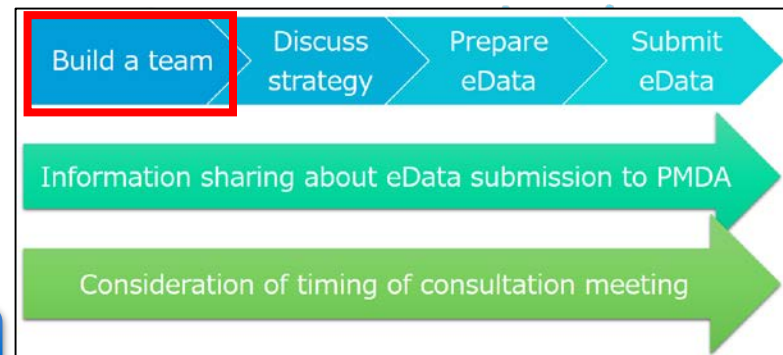 Build a team
Discuss
strategy
Prepare
eData
Submit
eData
Information sharing about eData submission to PMDA
Consideration of timing of consultation meeting